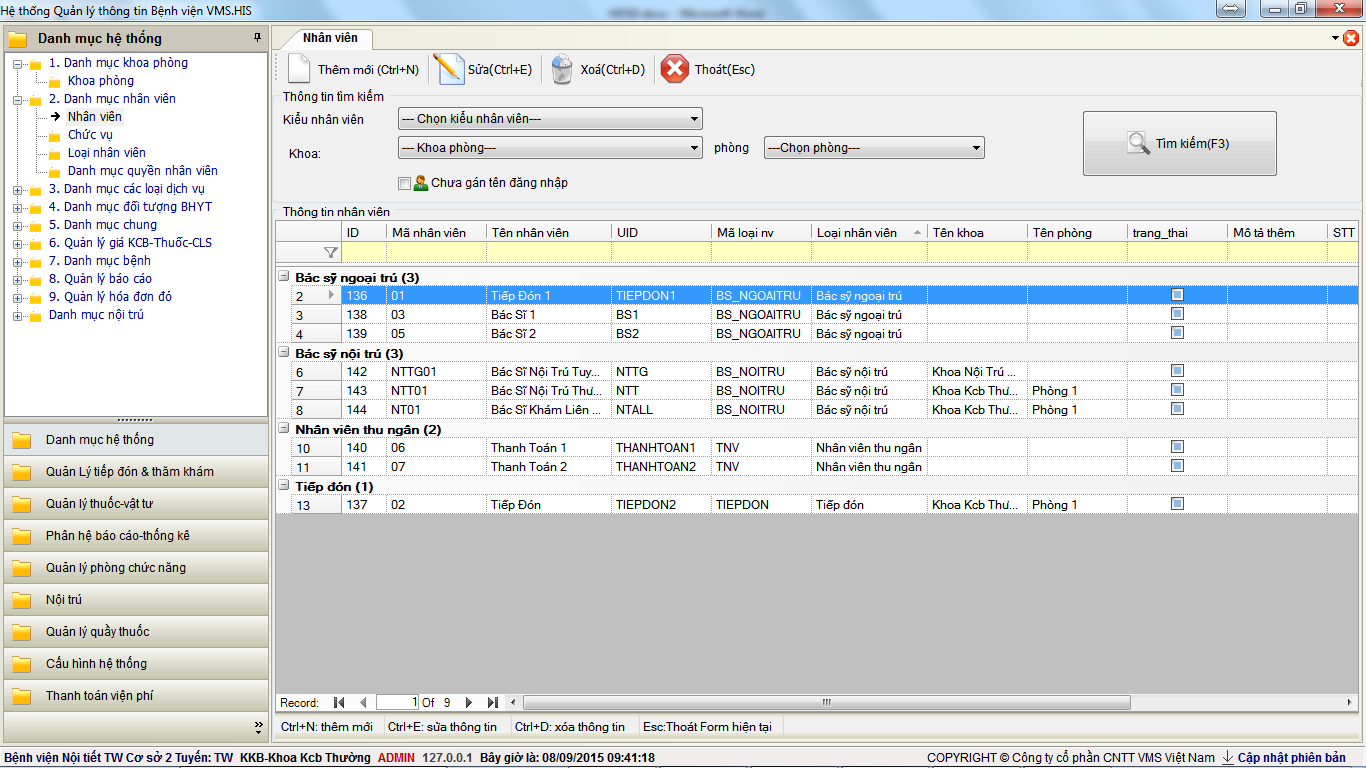 Hệ thống Quản lý thông tin Bệnh viện VMS.HIS
Danh mục hệ thống
1. Danh mục khoa phòng
Khoa phòng
2. Danh mục nhân viên
Nhân viên
Chức vụ
Loại nhân viên
Danh mục quyền nhân viên
3. Danh mục các loại dịch vụ
4. Danh mục đối tượng BHYT
5. Danh mục chung
6. Quản lý giá KCB-Thuốc-CLS
7. Danh mục bệnh
8. Quản lý báo cáo
9. Quản lý hóa đơn đỏ
Danh mục nội trú
Danh mục hệ thống
Quản Lý tiếp đón & thăm khám
Quản lý thuốc-vật tư
Phân hệ báo cáo-thống kê
Quản lý phòng chức năng
Nội trú
Quản lý quầy thuốc
Cấu hình hệ thống
Thanh toán viện phí
Nhân viên
Thêm mới (Ctrl+N) Sửa(Ctrl+E) Xoá(Ctrl+D) Thoát(Esc)
Thông tin tìm kiếm
Kiểu nhân viên --- Chọn kiểu nhân viên---
Khoa: --- Khoa phòng--- phòng ---Chọn phòng---
Tìm kiếm(F3)
Chưa gán tên đăng nhập
Thông tin nhân viên
ID Mã nhân viên Tên nhân viên UID Mã loại nv Loại nhân viên Tên khoa Tên phòng trang_thai Mô tả thêm STT
Bác sỹ ngoại trú (3)
2 136 01 Tiếp Đón 1 TIEPDON1 BS_NGOAITRU Bác sỹ ngoại trú
3 138 03 Bác Sĩ 1 BS1 BS_NGOAITRU Bác sỹ ngoại trú
4 139 05 Bác Sĩ 2 BS2 BS_NGOAITRU Bác sỹ ngoại trú
Bác sỹ nội trú (3)
6 142 NTTG01 Bác Sĩ Nội Trú Tuy... NTTG BS_NOITRU Bác sỹ nội trú Khoa Nội Trú ...
7 143 NTT01 Bác Sĩ Nội Trú Thư... NTT BS_NOITRU Bác sỹ nội trú Khoa Kcb Thư... Phòng 1
8 144 NT01 Bác Sĩ Khám Liên ... NTALL BS_NOITRU Bác sỹ nội trú Khoa Kcb Thư... Phòng 1
Nhân viên thu ngân (2)
10 140 06 Thanh Toán 1 THANHTOAN1 TNV Nhân viên thu ngân
11 141 07 Thanh Toán 2 THANHTOAN2 TNV Nhân viên thu ngân
Tiếp đón (1)
13 137 02 Tiếp Đón TIEPDON2 TIEPDON Tiếp đón Khoa Kcb Thư... Phòng 1
Record: 1 Of 9
Ctrl+N: thêm mới Ctrl+E: sửa thông tin Ctrl+D: xóa thông tin Esc:Thoát Form hiện tại
Bệnh viện Nội tiết TW Cơ sở 2 Tuyến: TW KKB-Khoa Kcb Thường ADMIN 127.0.0.1 Bây giờ là: 08/09/2015 09:41:18 COPYRIGHT © Công ty cổ phần CNTT VMS Việt Nam Cập nhật phiên bản